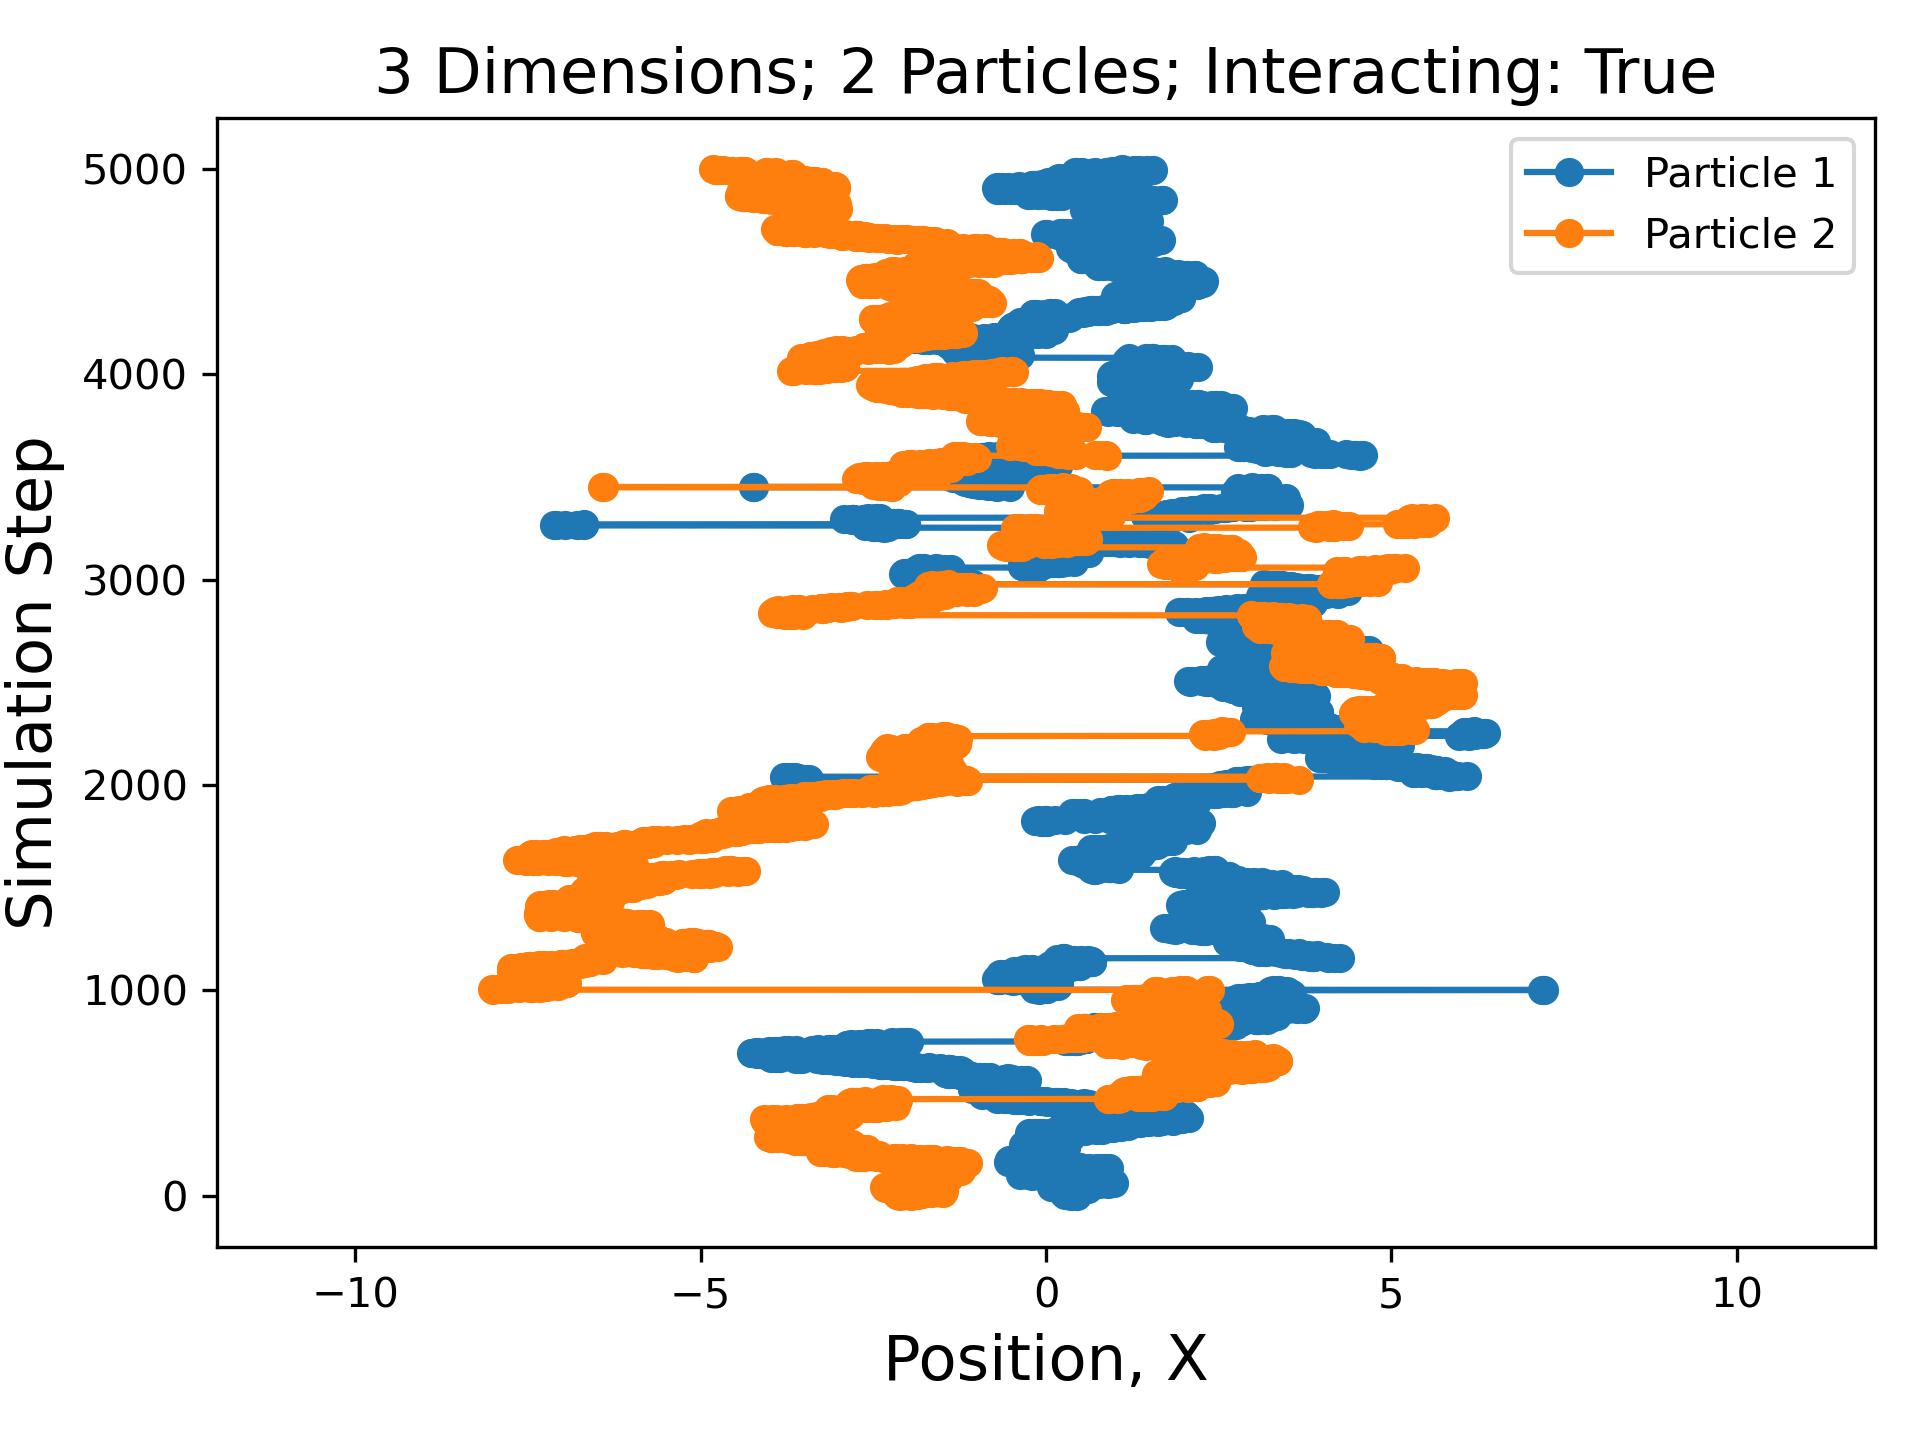 3 Dimensions; 2 Particles; Interacting: True
Particle 1
Particle 2
5000
4000
3000
2000
1000
0
Simulation Step
−10
−5
0
5
10
Position, X